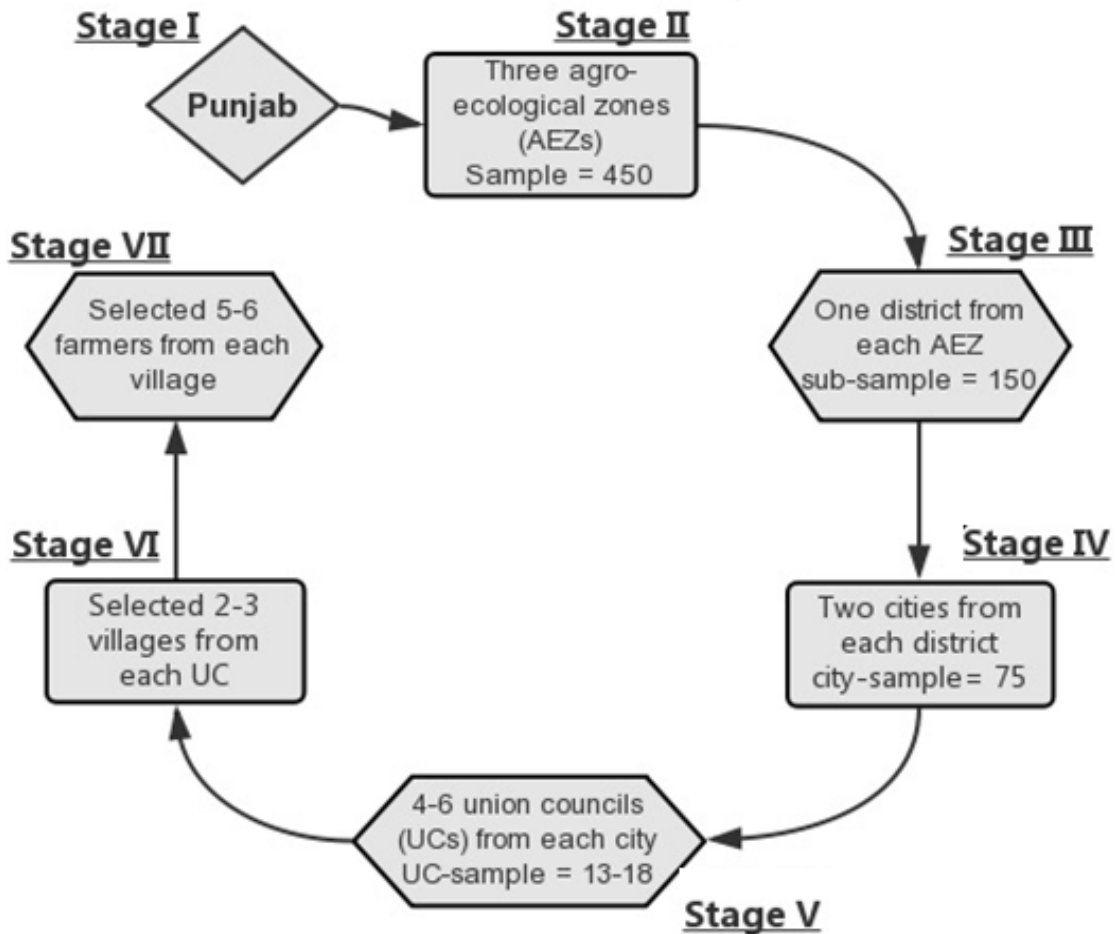 Stage I
Punjab
Stage II
Three agro-
ecological zones
(AEZs)
Sample = 450
Stage III
One district from
each AEZ
sub-sample = 150
Stage IV
Two cities from
each district
city-sample= 75
4-6 union councils
(UCs) from each city
UC-sample = 13-18
Stage V
Stage VI
Selected 2-3
villages from
each UC
Stage VII
Selected 5-6
farmers from each
village